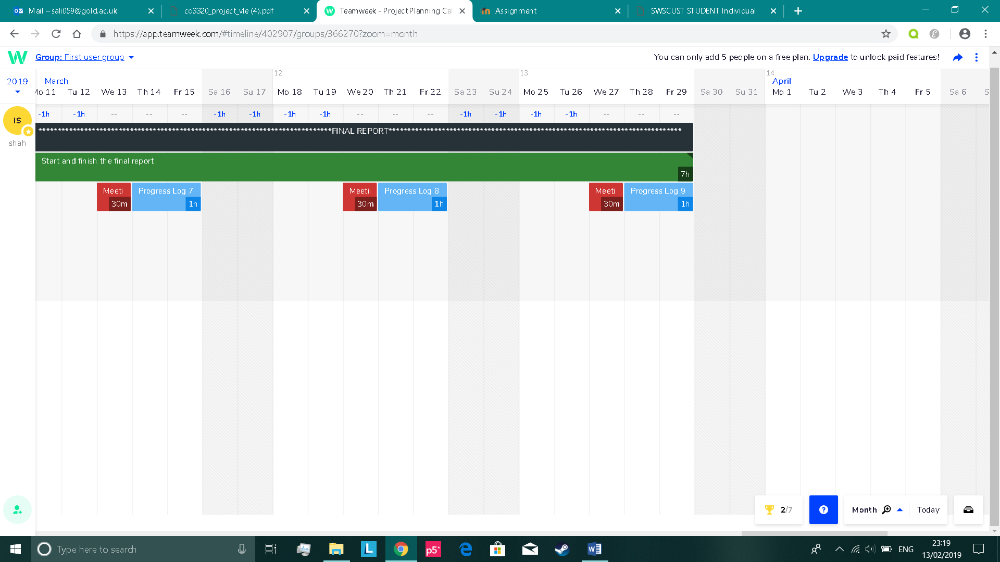 Mail – sali059@gold.ac.uk
co3320_project_vle (4).pdf
Teamweek - Project Planning Cal
Assignment
SWSCUST STUDENT Individual
https://app.teamweek.com/#timeline/402907/groups/366270?zoom=month
Group: First user group
You can only add 5 people on a free plan. Upgrade to unlock paid features!
12 13 14
2019 March April
Mo 11 Tu 12 We 13 Th 14 Fr 15 Sa 16 Su 17 Mo 18 Tu 19 We 20 Th 21 Fr 22 Sa 23 Su 24 Mo 25 Tu 26 We 27 Th 28 Fr 29 Sa 30 Su 31 Mo 1 Tu 2 We 3 Th 4 Fr 5 Sa 6 S
-1h -1h -- -- -- -1h -1h -1h -1h -- -- -- -1h -1h -1h -1h -- -- --
IS
shah
FINAL REPORT
Start and finish the final report
7h
Meeti Progress Log 7 Meetii Progress Log 8 Meeti Progress Log 9
30m 1h 30m 1h 30m 1h
2/7
?
Month
Today
Type here to search
L
p5*
ENG
23:19
13/02/2019